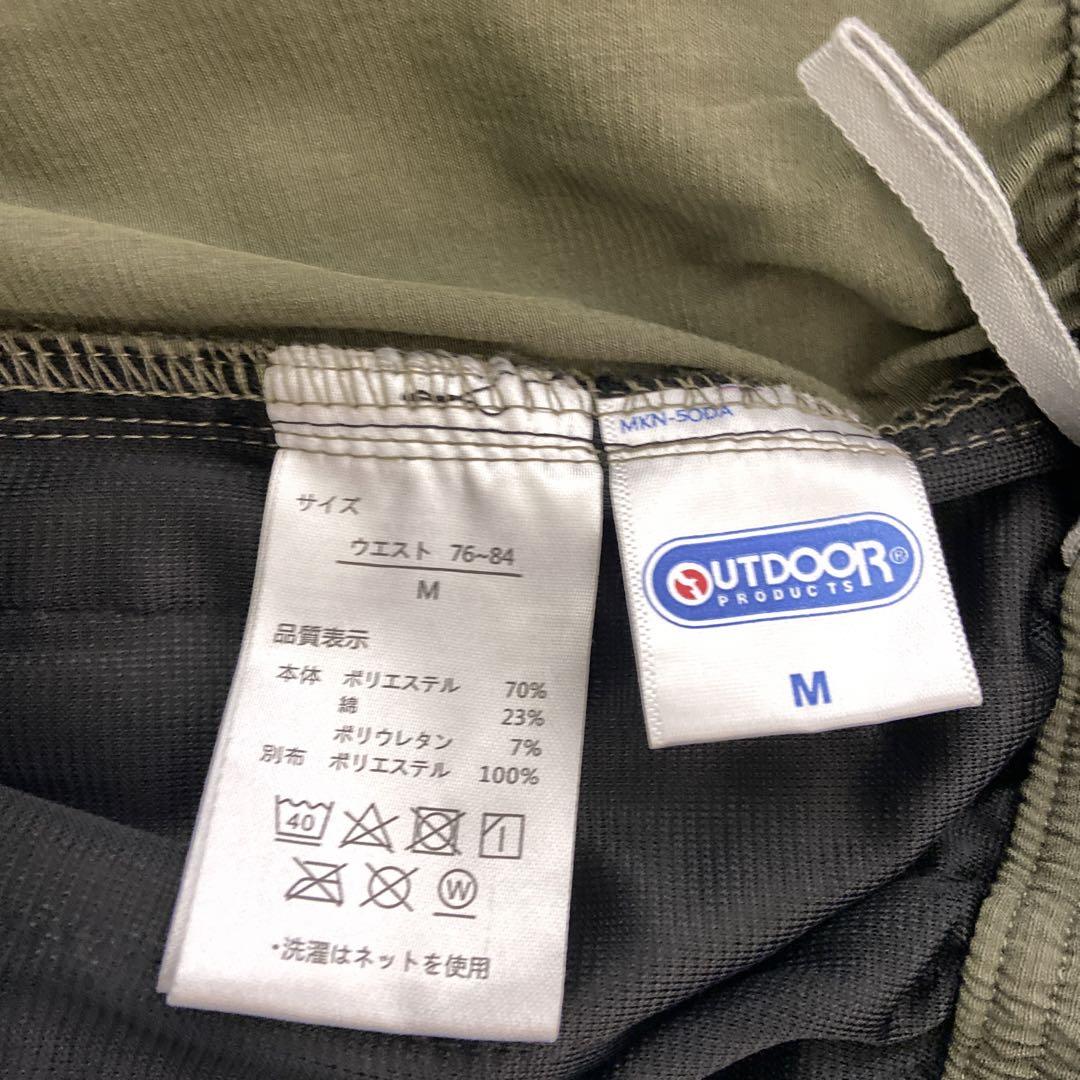 サイズ
ウエスト 76~84
M
品質表示
本体 ポリエステル 70%
綿 23%
ポリウレタン 7%
別布 ポリエステル 100%
40
W
・洗濯はネットを使用
MKN-50DA
OUTDOOR®
PRODUCTS
M